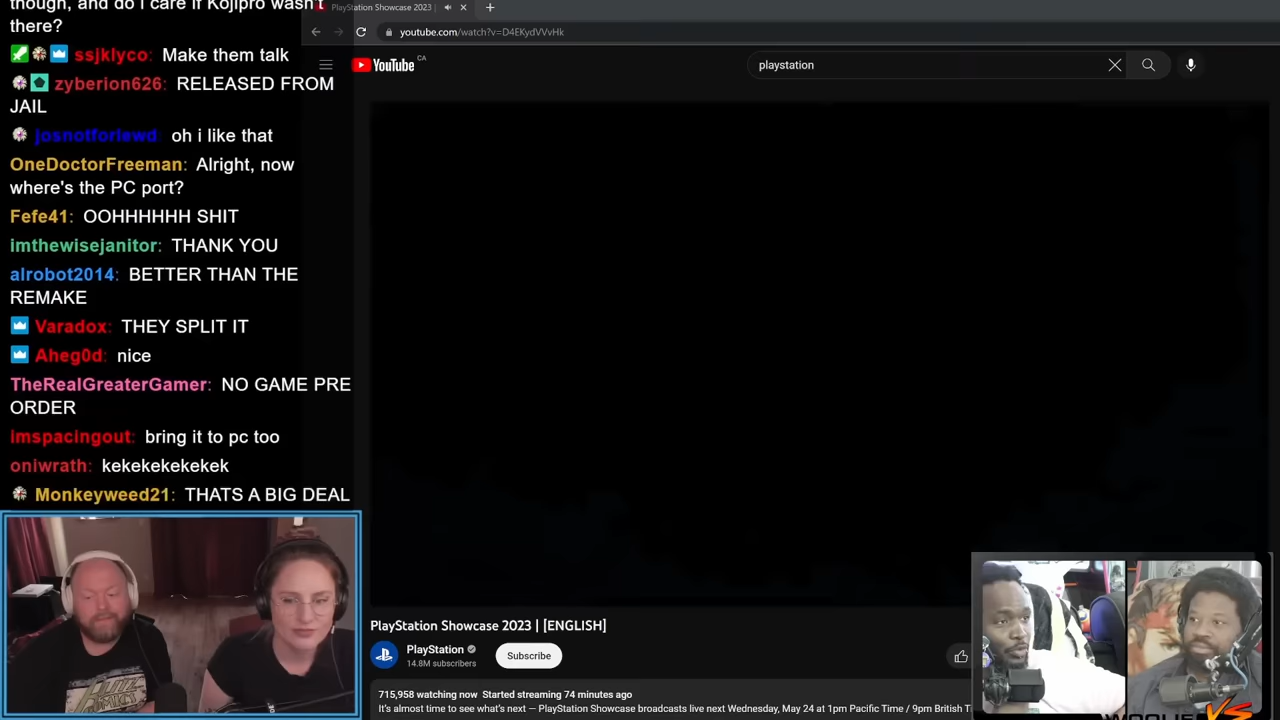 though, and do I care if Kojipro wasn't
there?
ssjklyco: Make them talk
zyberion626: RELEASED FROM
JAIL
josnotforlewd: oh i like that
OneDoctorFreeman: Alright, now
where's the PC port?
Fefe41: OOHHHHHH SHIT
imthewisejanitor: THANK YOU
alrobot2014: BETTER THAN THE
REMAKE
Varadox: THEY SPLIT IT
Aheg0d: nice
TheRealGreaterGamer: NO GAME PRE
ORDER
imspacingout: bring it to pc too
oniwrath: kekekekekekek
Monkeyweed21: THATS A BIG DEAL
PlayStation Showcase 2023 |
youtube.com/watch?v=D4EKydVVvHk
YouTube CA
playstation
PlayStation Showcase 2023 | [ENGLISH]
PlayStation
14.8M subscribers
Subscribe
715,958 watching now Started streaming 74 minutes ago
It's almost time to see what's next — PlayStation Showcase broadcasts live next Wednesday, May 24 at 1pm Pacific Time / 9pm British T
VS